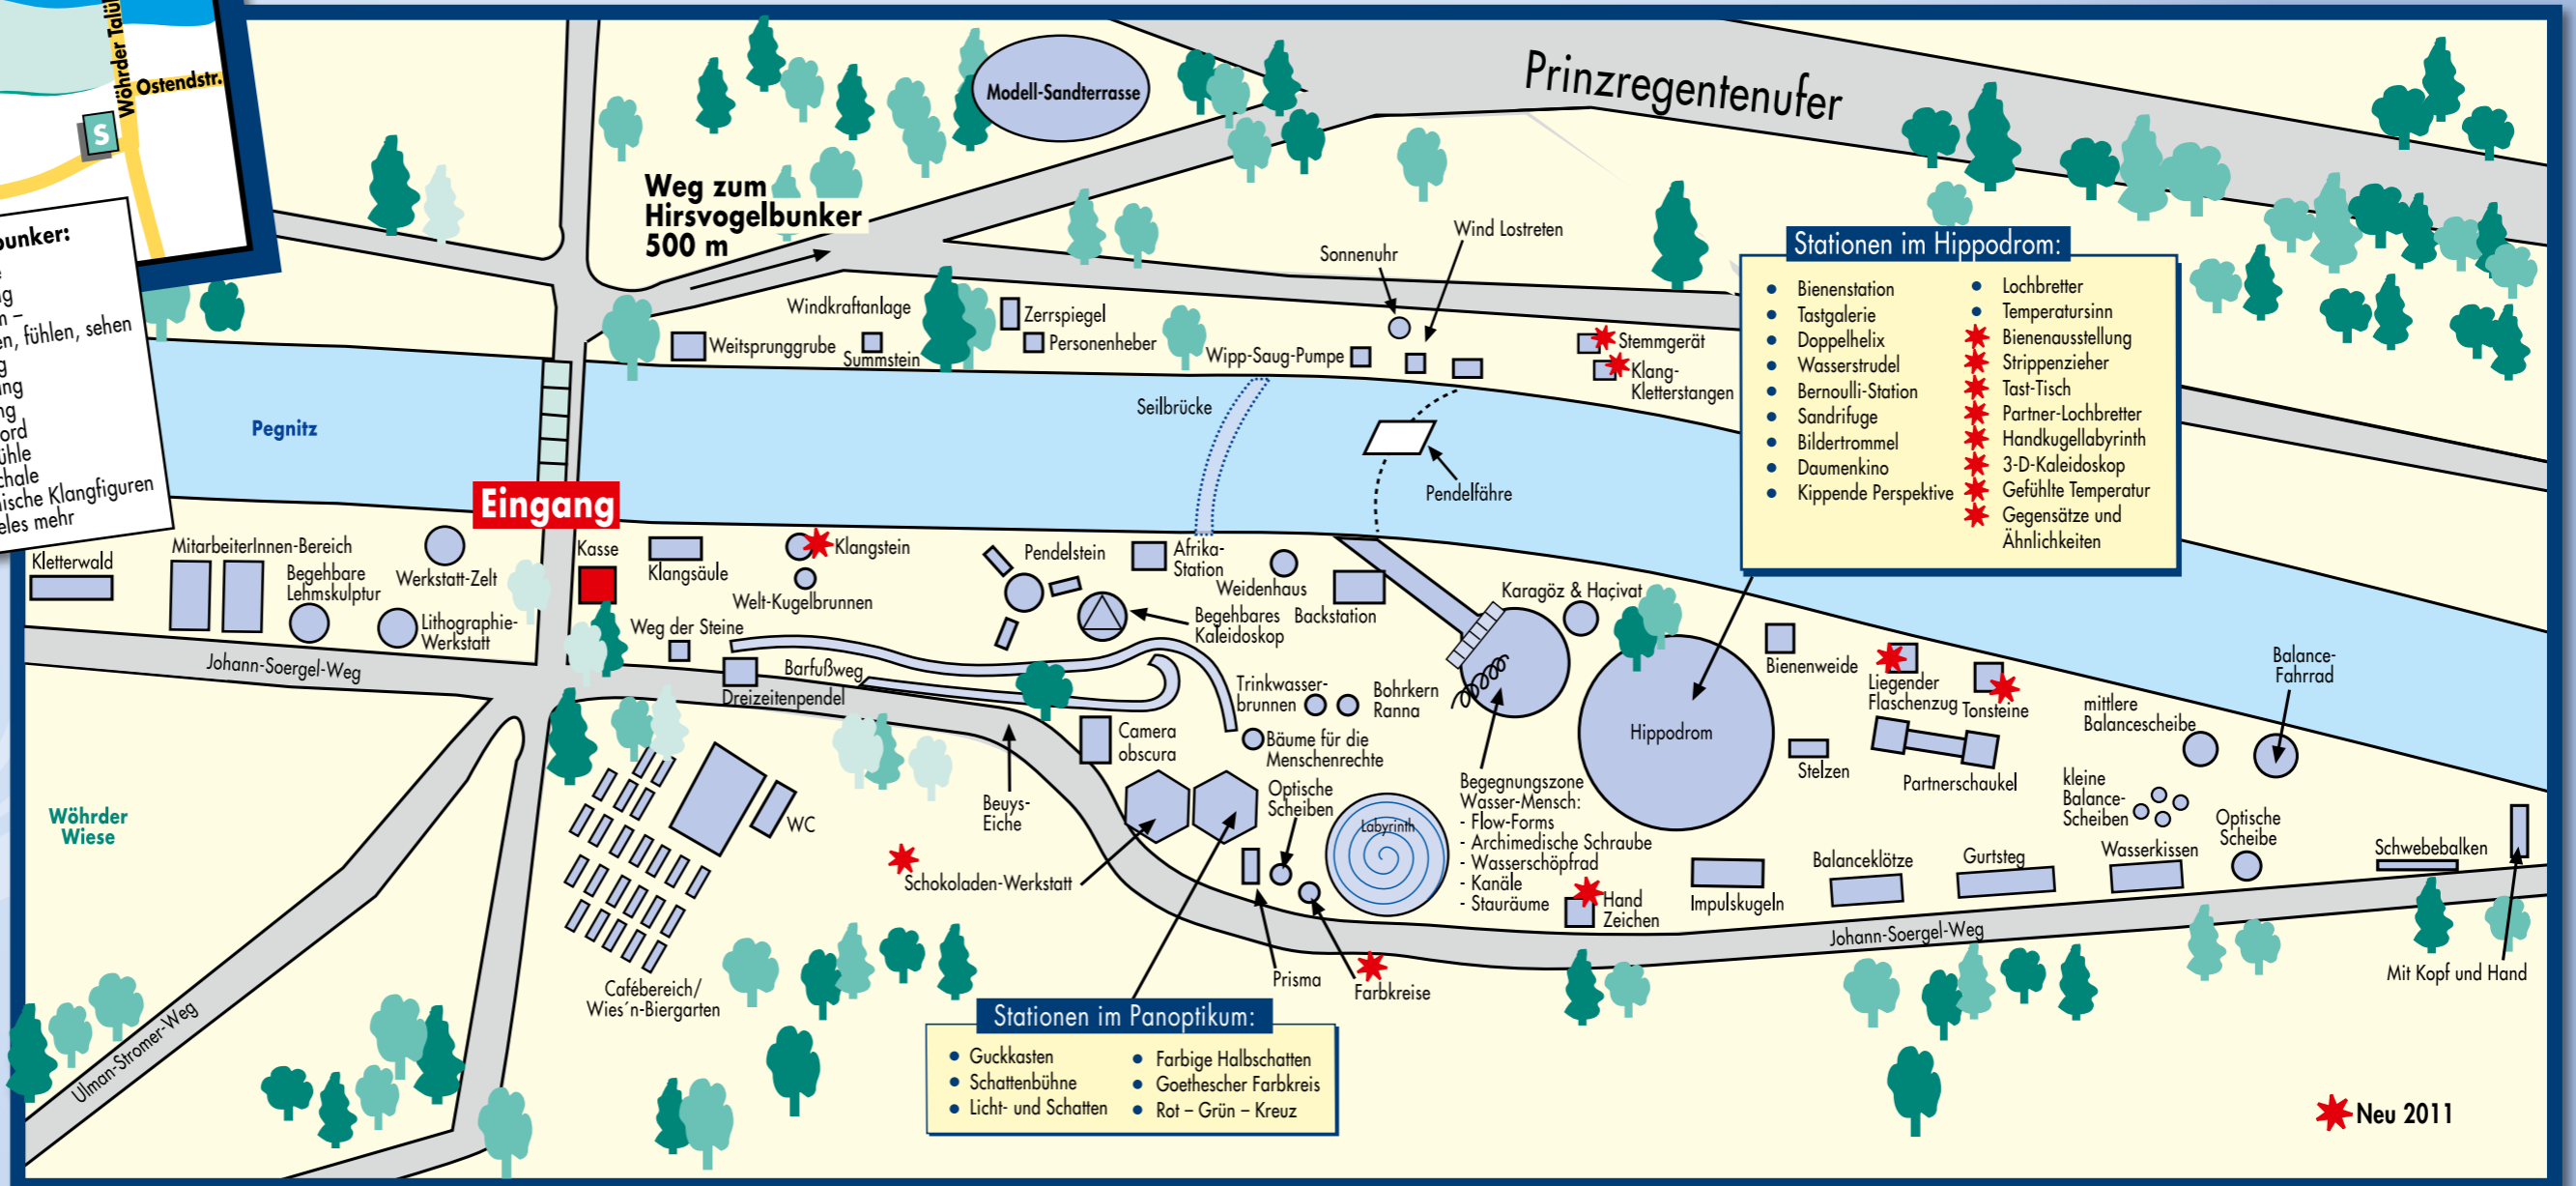 Wöhrder Talü
Ostendstr.
S
bunker:
fühlen, sehen
Klangfiguren
eles mehr
Prinzregentenufer
Modell-Sandterrasse
Weg zum
Hirsvogelbunker
500 m
Wind Lostreten
Sonnenuhr
Windkraftanlage
Zerrspiegel
Weitsprunggrube
Summstein
Personenheber
Wipp-Saug-Pumpe
Stemmgerät
Klang-
Kletterstangen
Seilbrücke
Pegnitz
Pendelfähre
Eingang
Stationen im Hippodrom:
• Bienenstation
• Tastgalerie
• Doppelhelix
• Wasserstrudel
• Bernoulli-Station
• Sandrifuge
• Bildertrommel
• Daumenkino
• Kippende Perspektive
• Lochbretter
• Temperatursinn
Bienenausstellung
Strippenzieher
Tast-Tisch
Partner-Lochbretter
Handkugellabyrinth
3-D-Kaleidoskop
Gefühlte Temperatur
Gegensätze und
Ähnlichkeiten
Kletterwald
MitarbeiterInnen-Bereich
Begehbare
Lehmskulptur
Werkstatt-Zelt
Lithographie-
Werkstatt
Kasse
Klangsäule
Klangstein
Welt-Kugelbrunnen
Pendelstein
Afrika-
Station
Weidenhaus
Backstation
Begehbares
Kaleidoskop
Karagöz & Haçivat
Weg der Steine
Barfußweg
Dreizeitenpendel
Johann-Soergel-Weg
Trinkwasser-
brunnen
Bohrkern
Ranna
Bäume für die
Menschenrechte
Camera
obscura
Optische
Scheiben
Beuys-
Eiche
WC
Schokoladen-Werkstatt
Labyrinth
Begegnungszone
Wasser-Mensch:
- Flow-Forms
- Archimedische Schraube
- Wasserschöpfrad
- Kanäle
- Stauräume
Hippodrom
Bienenweide
Liegender
Flaschenzug
Tonsteine
Stelzen
Partnerschaukel
mittlere
Balancescheibe
Balance-
Fahrrad
kleine
Balance-
Scheiben
Optische
Scheibe
Hand
Zeichen
Impulskugeln
Balanceklötze
Gurtsteg
Wasserkissen
Schwebebalken
Johann-Soergel-Weg
Mit Kopf und Hand
Prisma
Farbkreise
Wöhrder
Wiese
Cafébereich/
Wies´n-Biergarten
Ulman-Stromer-Weg
Stationen im Panoptikum:
• Guckkasten
• Schattenbühne
• Licht- und Schatten
• Farbige Halbschatten
• Goethescher Farbkreis
• Rot – Grün – Kreuz
Neu 2011